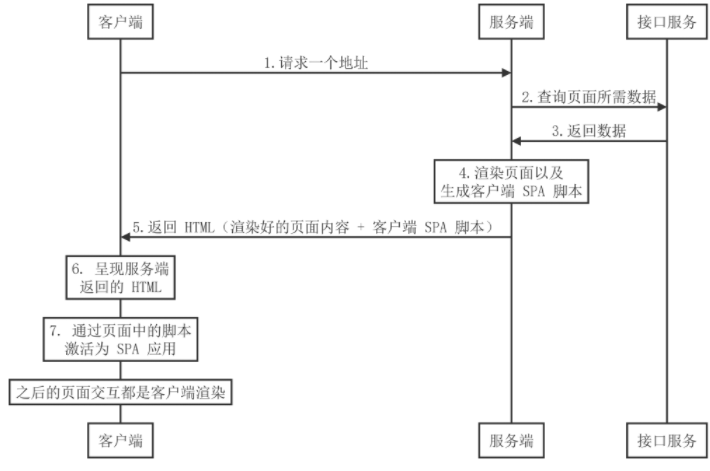 客户端
服务端
接口服务
1.请求一个地址
2.查询页面所需数据
3.返回数据
4.渲染页面以及
生成客户端 SPA 脚本
5.返回 HTML（渲染好的页面内容 + 客户端 SPA 脚本）
6. 呈现服务端
返回的 HTML
7. 通过页面中的脚本
激活为 SPA 应用
之后的页面交互都是客户端渲染
客户端
服务端
接口服务